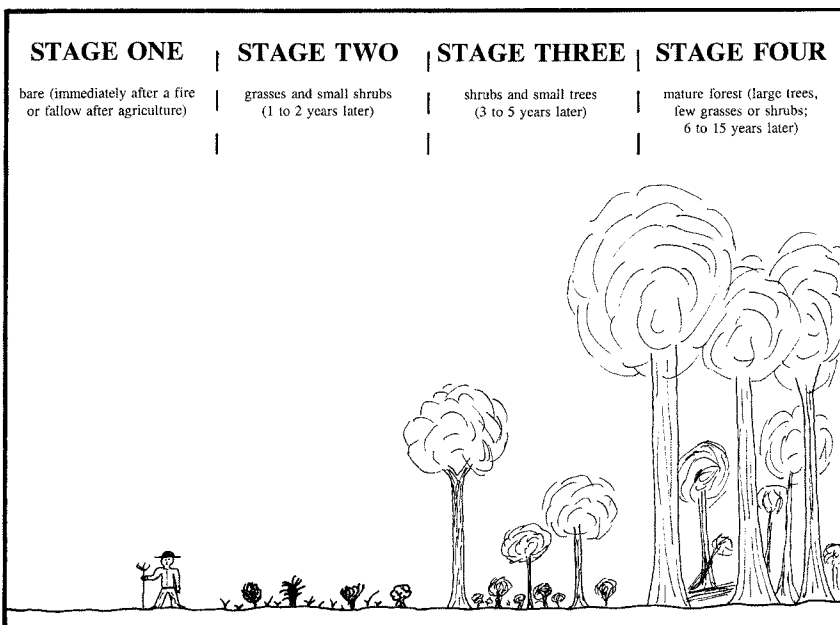 STAGE ONE
bare (immediately after a fire
or fallow after agriculture)
STAGE TWO
grasses and small shrubs
(1 to 2 years later)
STAGE THREE
shrubs and small trees
(3 to 5 years later)
STAGE FOUR
mature forest (large trees,
few grasses or shrubs;
6 to 15 years later)